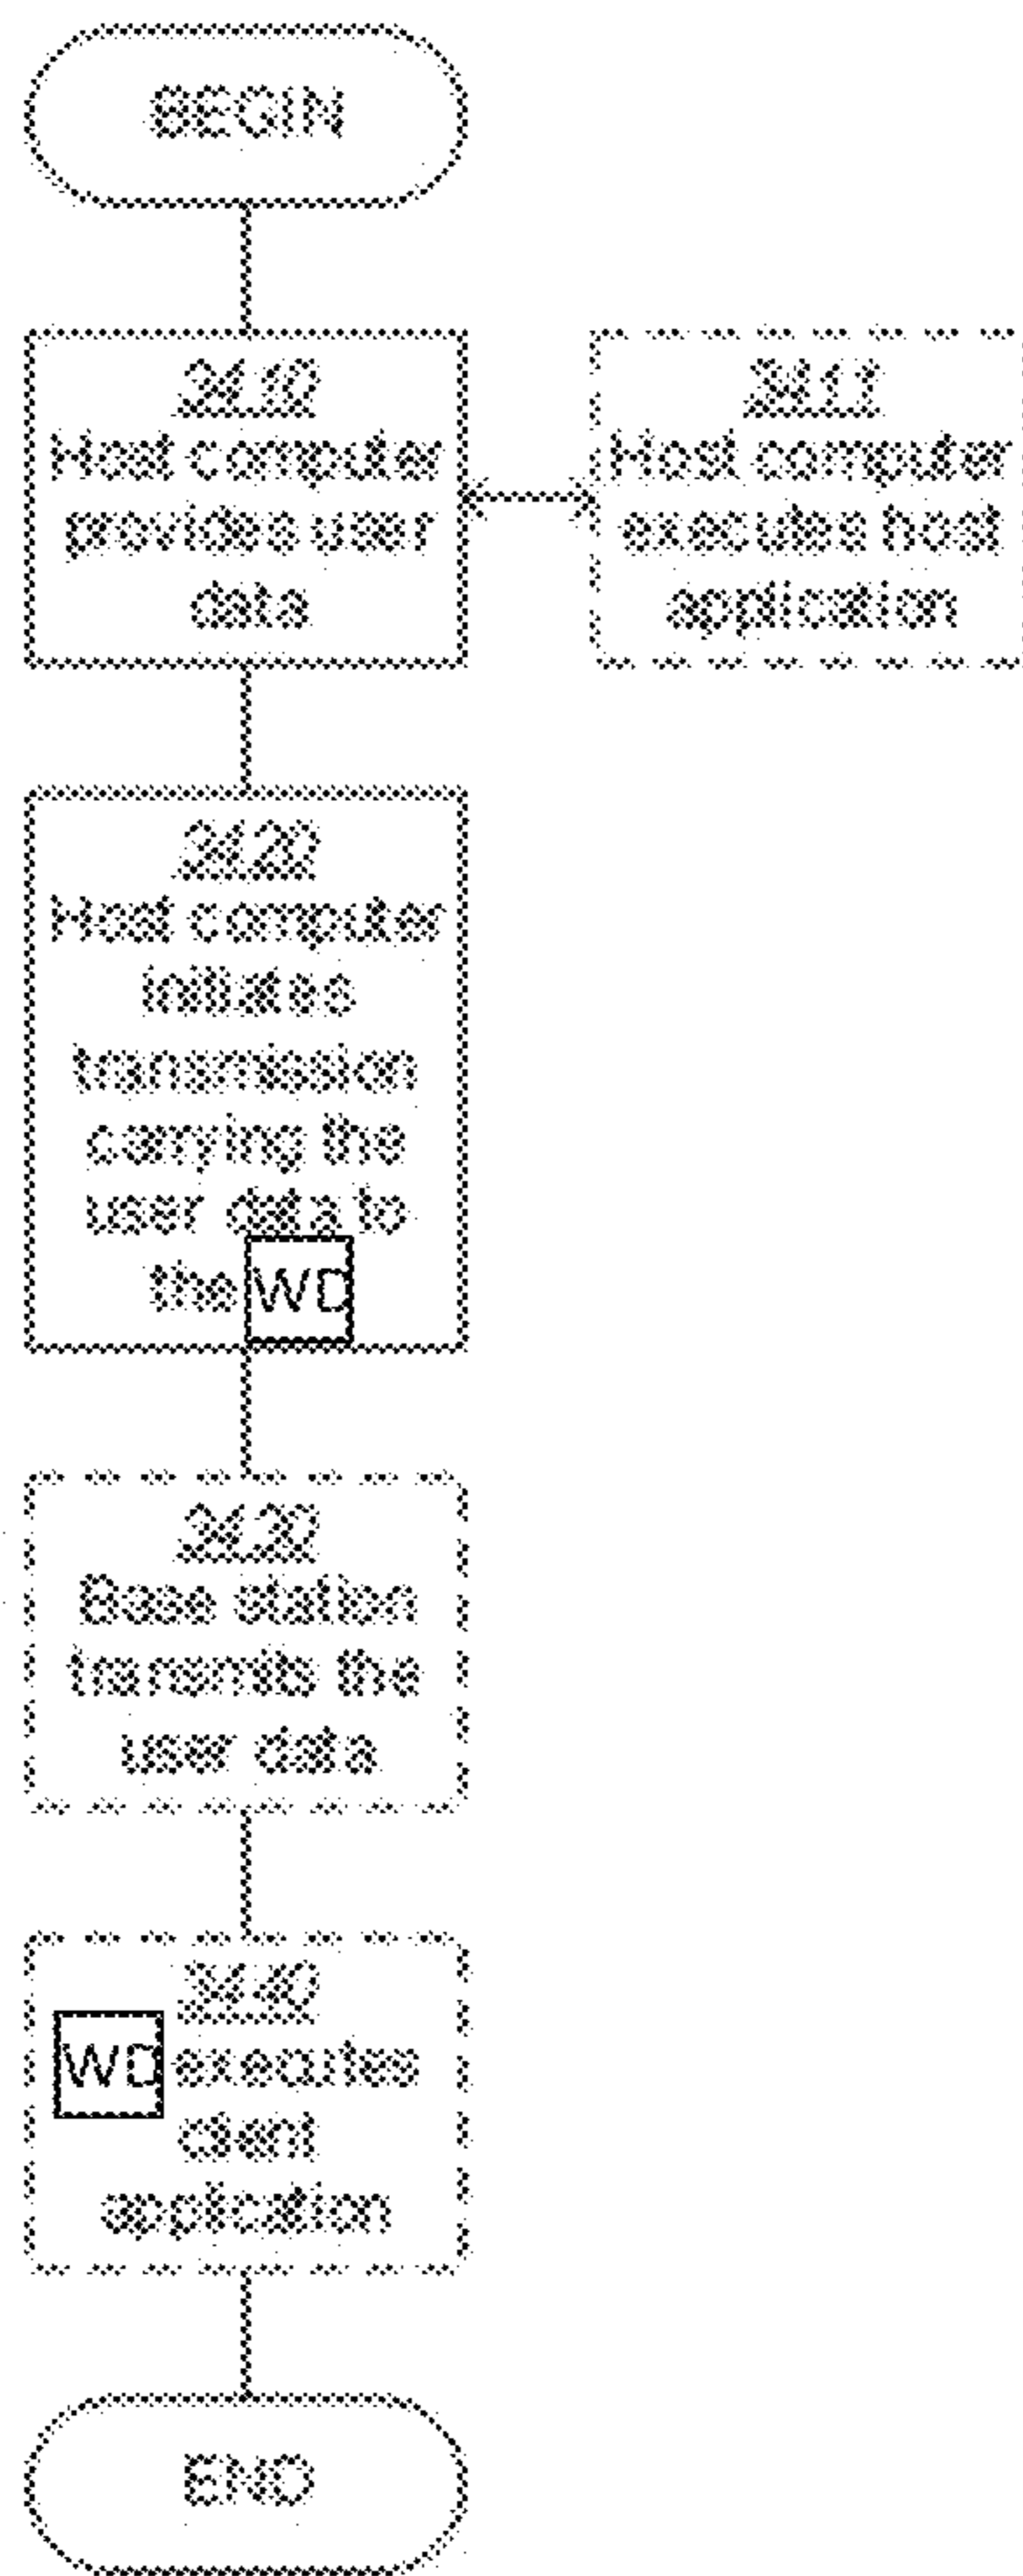 BEGIN
3410
Host computer
provides user
data
3411
Host computer
executes host
application
3420
Host computer
initiates
transmission
carrying the
user data to
the WD
3430
Base station
transmits the
user data
3440
WD executes
client
application
END